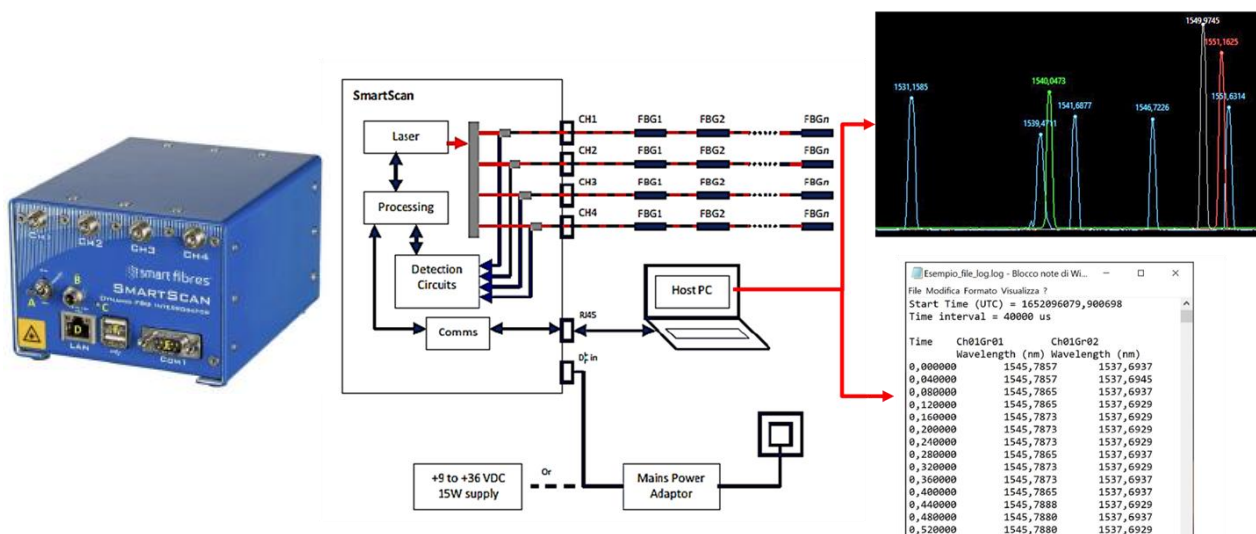 CH1
CH2
CH3
CH4
smart fibres
SMARTSCAN
DYNAMIC FBG INTERROGATOR
A
B
C
D
E
LAN
COM1
SmartScan
Laser
Processing
Detection
Circuits
Comms
CH1
FBG1
FBG2
FBGn
CH2
FBG1
FBG2
FBGn
CH3
FBG1
FBG2
FBGn
CH4
FBG1
FBG2
FBGn
RJ45
in
Host PC
Or
+9 to +36 VDC
15W supply
Mains Power
Adaptor
1549,9745
1551,1625
1531,1585
1540,0473
1541,6877
1546,7226
1551,6314
Esempio_file_log.log - Blocco note di Wi...
File Modifica Formato Visualizza ?
Start Time (UTC) = 1652096079,900698
Time interval = 40000 us
Time Ch01Gr01 Ch01Gr02
Wavelength (nm) Wavelength (nm)
0,000000 1545,7857 1537,6937
0,040000 1545,7857 1537,6945
0,080000 1545,7865 1537,6937
0,120000 1545,7865 1537,6929
0,160000 1545,7873 1537,6929
0,200000 1545,7873 1537,6929
0,240000 1545,7873 1537,6929
0,280000 1545,7865 1537,6937
0,320000 1545,7873 1537,6929
0,360000 1545,7873 1537,6937
0,400000 1545,7865 1537,6937
0,440000 1545,7888 1537,6929
0,480000 1545,7880 1537,6937
0,520000 1545,7880 1537,6929